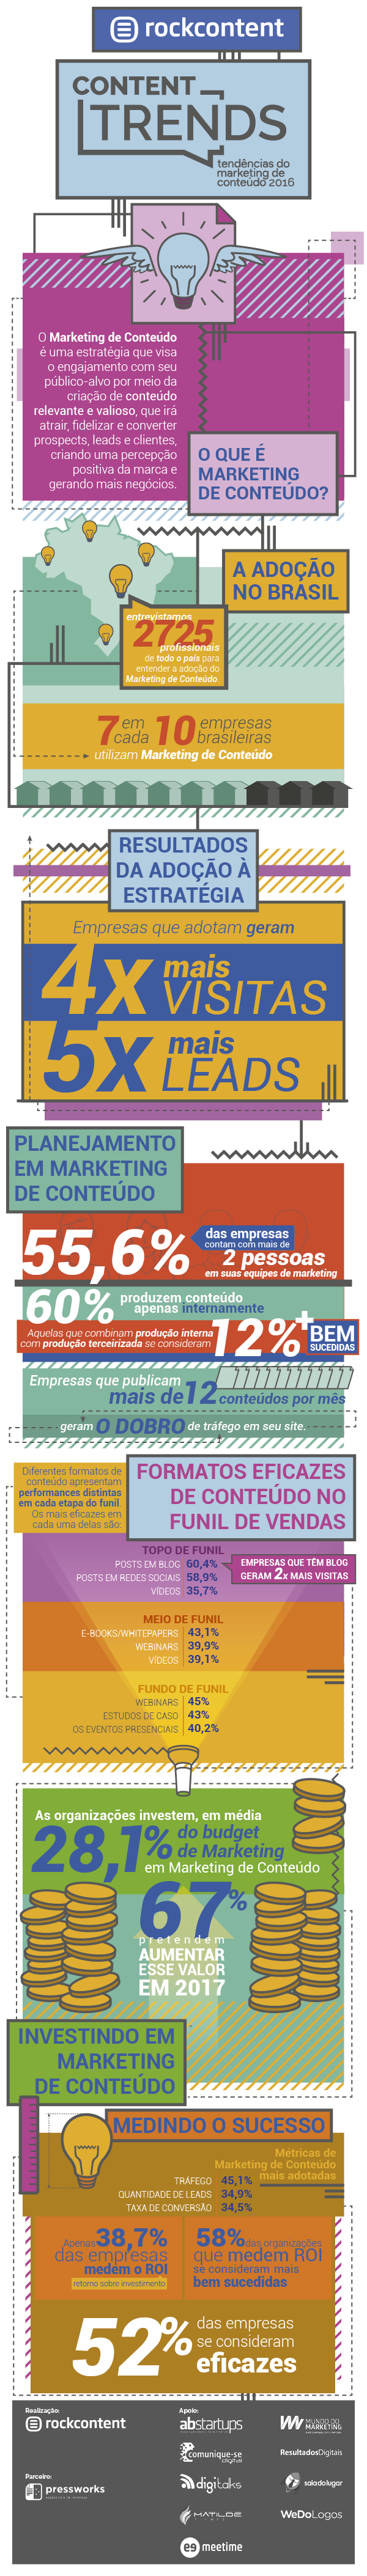 rockcontent
CONTENT
TRENDS
tendências do
marketing de
conteúdo 2016
O Marketing de Conteúdo
é uma estratégia que visa
o engajamento com seu
público-alvo por meio da
criação de conteúdo
relevante e valioso, que irá
atrair, fidelizar e converter
prospects, leads e clientes,
criando uma percepção
positiva da marca e
gerando mais negócios.
O QUE É
MARKETING
DE CONTEÚDO?
A ADOÇÃO
NO BRASIL
entrevistamos
2725
profissionais
de todo o país para
entender a adoção do
Marketing de Conteúdo
7 em cada 10 empresas brasileiras
utilizam Marketing de Conteúdo
RESULTADOS
DA ADOÇÃO À
ESTRATÉGIA
Empresas que adotam geram
4x mais VISITAS
5x mais LEADS
PLANEJAMENTO
EM MARKETING
DE CONTEÚDO
55,6% das empresas
contam com mais de
2 pessoas
em suas equipes de marketing
60% produzem conteúdo
apenas internamente
Aquelas que combinam produção interna
com produção terceirizada se consideram
12% + BEM
SUCEDIDAS
Empresas que publicam
mais de 12 conteúdos por mês
geram O DOBRO de tráfego em seu site.
Diferentes formatos de
conteúdo apresentam
performances distintas
em cada etapa do funil.
Os mais eficazes em
cada uma delas são:
FORMATOS EFICAZES
DE CONTEÚDO NO
FUNIL DE VENDAS
TOPO DE FUNIL
POSTS EM BLOG 60,4%
POSTS EM REDES SOCIAIS 58,9%
VÍDEOS 35,7%
EMPRESAS QUE TÊM BLOG
GERAM 2x MAIS VISITAS
MEIO DE FUNIL
E-BOOKS/WHITEPAPERS 43,1%
WEBINARS 39,9%
VÍDEOS 39,1%
FUNDO DE FUNIL
WEBINARS 45%
ESTUDOS DE CASO 43%
OS EVENTOS PRESENCIAIS 40,2%
As organizações investem, em média
28,1% do budget
de Marketing
em Marketing de Conteúdo
67%
pretendem
AUMENTAR
ESSE VALOR
EM 2017
INVESTINDO EM
MARKETING
DE CONTEÚDO
MEDINDO O SUCESSO
Métricas de
Marketing de Conteúdo
mais adotadas
TRÁFEGO 45,1%
QUANTIDADE DE LEADS 34,9%
TAXA DE CONVERSÃO 34,5%
Apenas 38,7%
das empresas
medem o ROI
retorno sobre investimento
58% das organizações
que medem ROI
se consideram mais
bem sucedidas
52% das empresas
se consideram
eficazes
Realização:
rockcontent
Parceiro:
pressworks
Apoio:
abstartups
MUNDO DO
MARKETING
comunique-se
digital
ResultadosDigitais
digitalks
saiadolugar
MATILDE
WeDoLogos
meetime